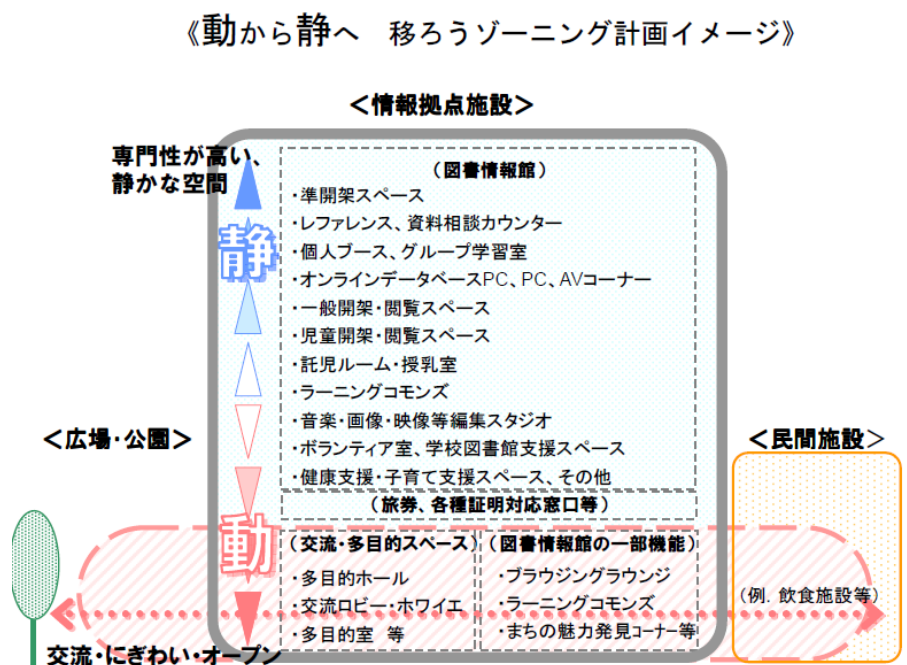 《動から静へ　移ろうゾーニング計画イメージ》
＜情報拠点施設＞
専門性が高い、
静かな空間
静
（図書情報館）
・準開架スペース
・レファレンス、資料相談カウンター
・個人ブース、グループ学習室
・オンラインデータベースPC、PC、AVコーナー
・一般開架・閲覧スペース
・児童開架・閲覧スペース
・託児ルーム・授乳室
・ラーニングコモンズ
・音楽・画像・映像等編集スタジオ
・ボランティア室、学校図書館支援スペース
・健康支援・子育て支援スペース、その他
＜広場・公園＞
＜民間施設＞
（旅券、各種証明対応窓口等）
動
（交流・多目的スペース）
・多目的ホール
・交流ロビー・ホワイエ
・多目的室 等
（図書情報館の一部機能）
・ブラウジングラウンジ
・ラーニングコモンズ
・まちの魅力発見コーナー等
（例. 飲食施設等）
交流・にぎわい・オープン